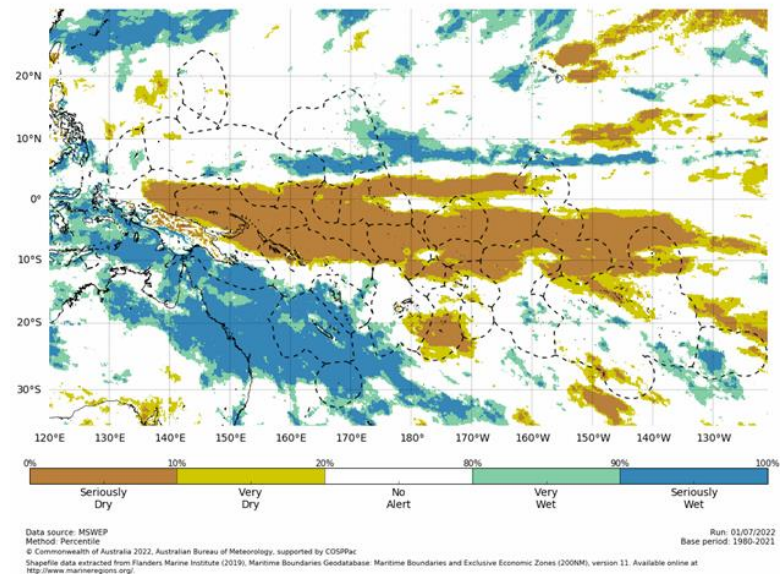 20°N
10°N
0°
10°S
20°S
30°S
120°E 130°E 140°E 150°E 160°E 170°E 180° 170°W 160°W 150°W 140°W 130°W
0% 10% 20% 80% 90% 100%
Seriously Dry Very Dry No Alert Very Wet Seriously Wet
Data source: MSWEP
Method: Percentile
Run: 01/07/2022
Base period: 1980-2021
© Commonwealth of Australia 2022, Australian Bureau of Meteorology, supported by COSPPac
Shapefile data extracted from Flanders Marine Institute (2019), Maritime Boundaries Geodatabase: Maritime Boundaries and Exclusive Economic Zones (200NM), version 11. Available online at
http://www.marineregions.org/.